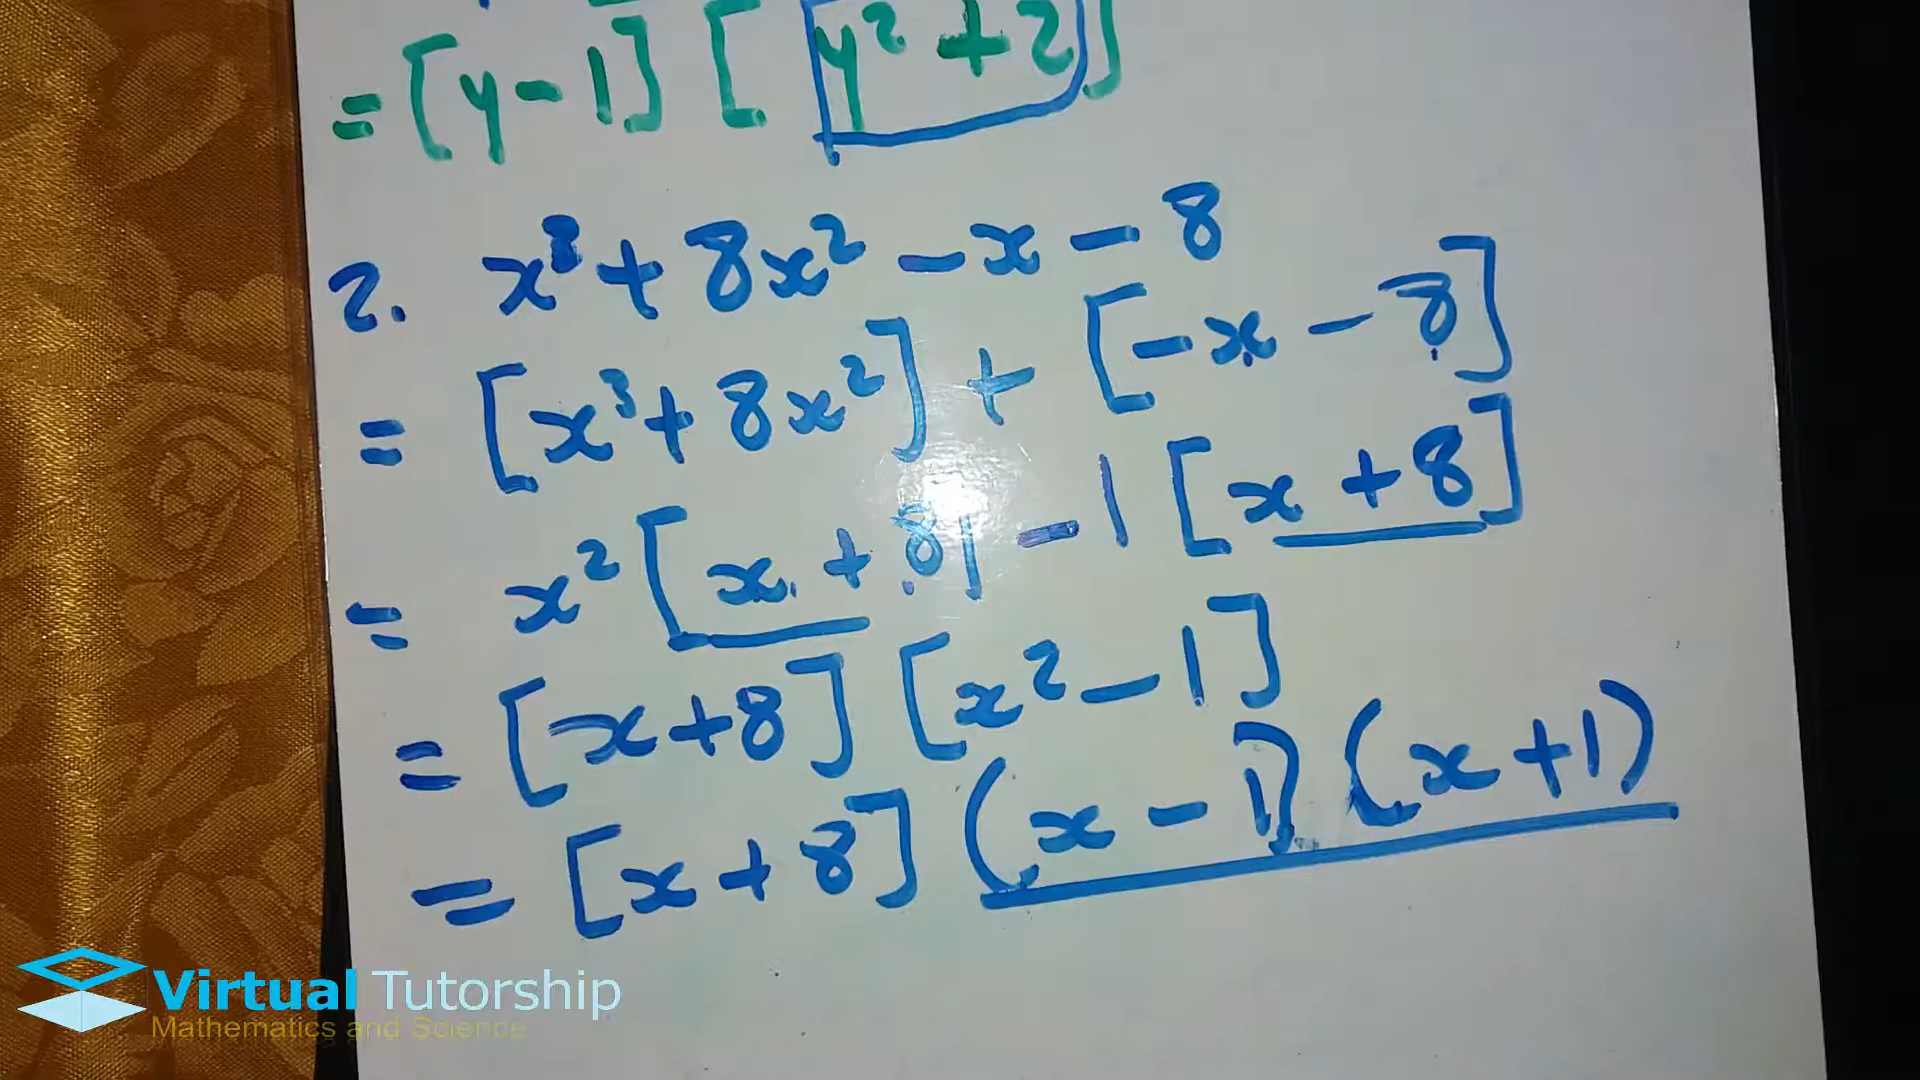 = [y - 1] [y² + 2]
2. x³ + 8x² - x - 8
= [x³ + 8x²] + [-x - 8]
= x² [x + 8] - 1 [x + 8]
= [x + 8] [x² - 1]
= [x + 8] (x - 1) (x + 1)
Virtual Tutorship
Mathematics and Science